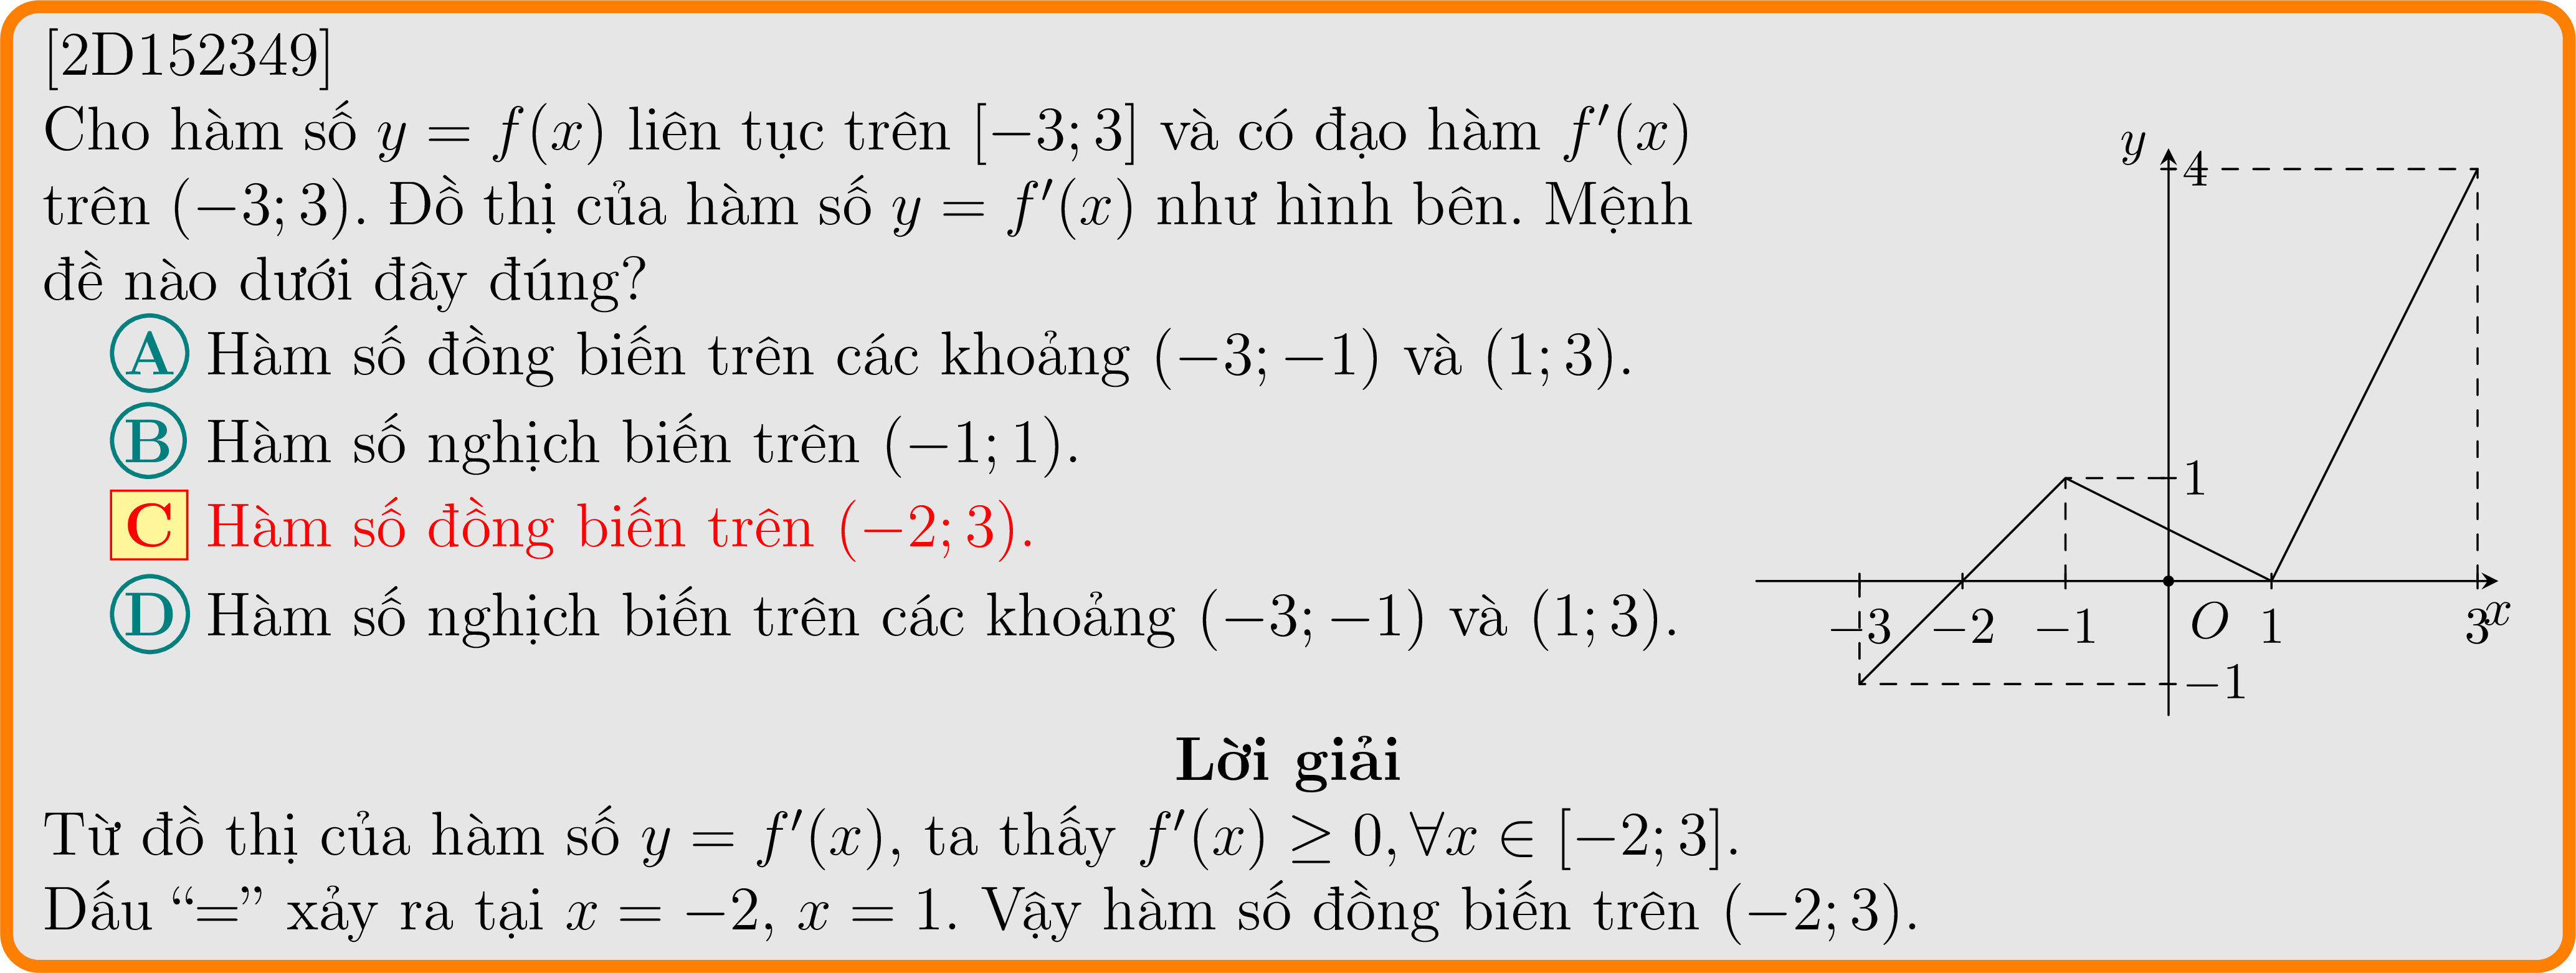 [2D152349]
Cho hàm số y = f(x) liên tục trên [−3; 3] và có đạo hàm f′(x)
trên (−3; 3). Đồ thị của hàm số y = f′(x) như hình bên. Mệnh
đề nào dưới đây đúng?
A Hàm số đồng biến trên các khoảng (−3; −1) và (1; 3).
B Hàm số nghịch biến trên (−1; 1).
C Hàm số đồng biến trên (−2; 3).
D Hàm số nghịch biến trên các khoảng (−3; −1) và (1; 3).
y
4
1
−3 −2 −1 O 1 3 x
−1
Lời giải
Từ đồ thị của hàm số y = f′(x), ta thấy f′(x) ≥ 0, ∀x ∈ [−2; 3].
Dấu “=” xảy ra tại x = −2, x = 1. Vậy hàm số đồng biến trên (−2; 3).